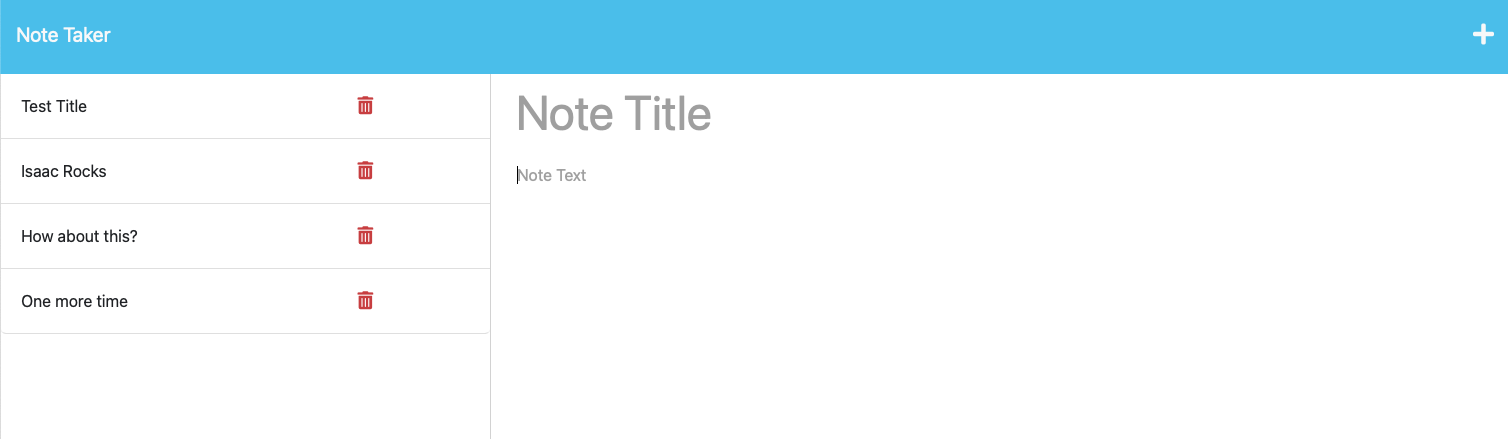 Note Taker
Test Title
Isaac Rocks
How about this?
One more time
Note Title
Note Text